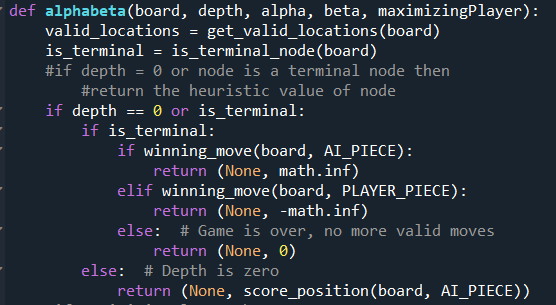 def alphabeta(board, depth, alpha, beta, maximizingPlayer):
    valid_locations = get_valid_locations(board)
    is_terminal = is_terminal_node(board)
    #if depth = 0 or node is a terminal node then
        #return the heuristic value of node
    if depth == 0 or is_terminal:
        if is_terminal:
            if winning_move(board, AI_PIECE):
                return (None, math.inf)
            elif winning_move(board, PLAYER_PIECE):
                return (None, -math.inf)
            else:  # Game is over, no more valid moves
                return (None, 0)
        else:  # Depth is zero
            return (None, score_position(board, AI_PIECE))